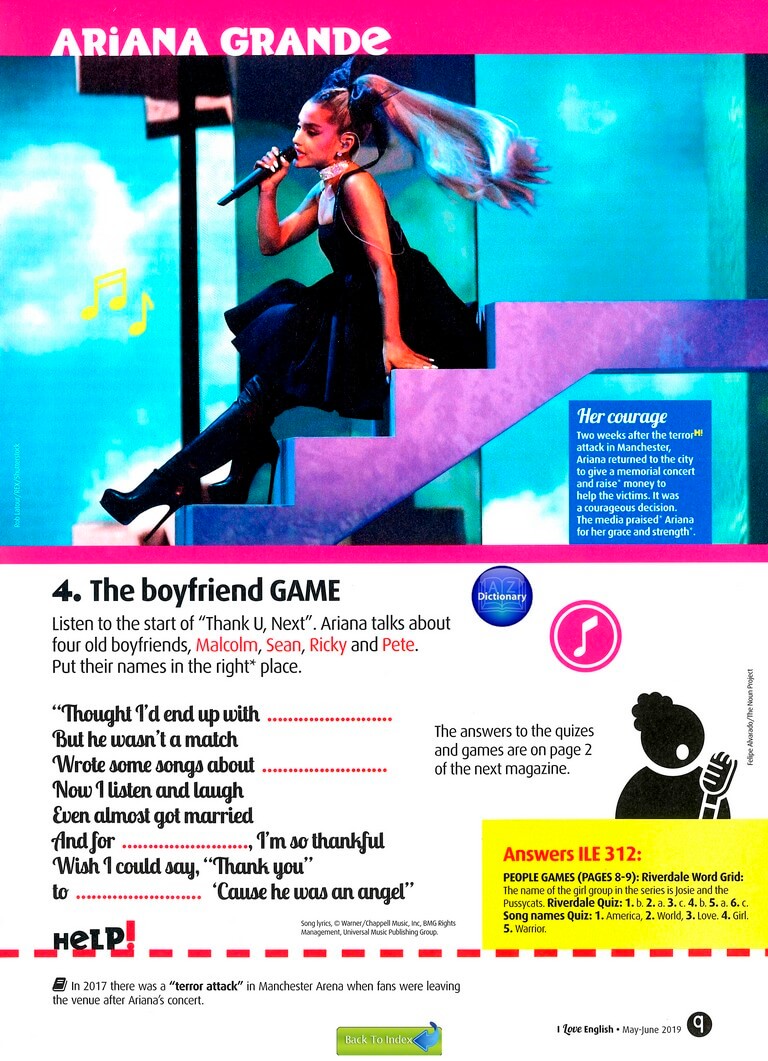 ARiANA GRANDe
Rob Latour/REX/Shutterstock
Her courage
Two weeks after the terrorH!
attack in Manchester,
Ariana returned to the city
to give a memorial concert
and raise* money to
help the victims. It was
a courageous decision.
The media praised* Ariana
for her grace and strength*.
4. The boyfriend GAME
Listen to the start of “Thank U, Next”. Ariana talks about
four old boyfriends, Malcolm, Sean, Ricky and Pete.
Put their names in the right* place.
A Z
Dictionary
“Thought I’d end up with ........................
But he wasn’t a match
Wrote some songs about ........................
Now I listen and laugh
Even almost got married
And for ........................, I’m so thankful
Wish I could say, “Thank you”
to ........................ ‘Cause he was an angel”
Song lyrics, © Warner/Chappell Music, Inc, BMG Rights
Management, Universal Music Publishing Group.
The answers to the quizes
and games are on page 2
of the next magazine.
Felipe Alvarado/The Noun Project
Answers ILE 312:
PEOPLE GAMES (PAGES 8-9): Riverdale Word Grid:
The name of the girl group in the series is Josie and the
Pussycats. Riverdale Quiz: 1. b. 2. a. 3. c. 4. b. 5. a. 6. c.
Song names Quiz: 1. America, 2. World, 3. Love. 4. Girl.
5. Warrior.
HeLP!
In 2017 there was a “terror attack” in Manchester Arena when fans were leaving
the venue after Ariana’s concert.
I Love English • May-June 2019 9
Back To Index